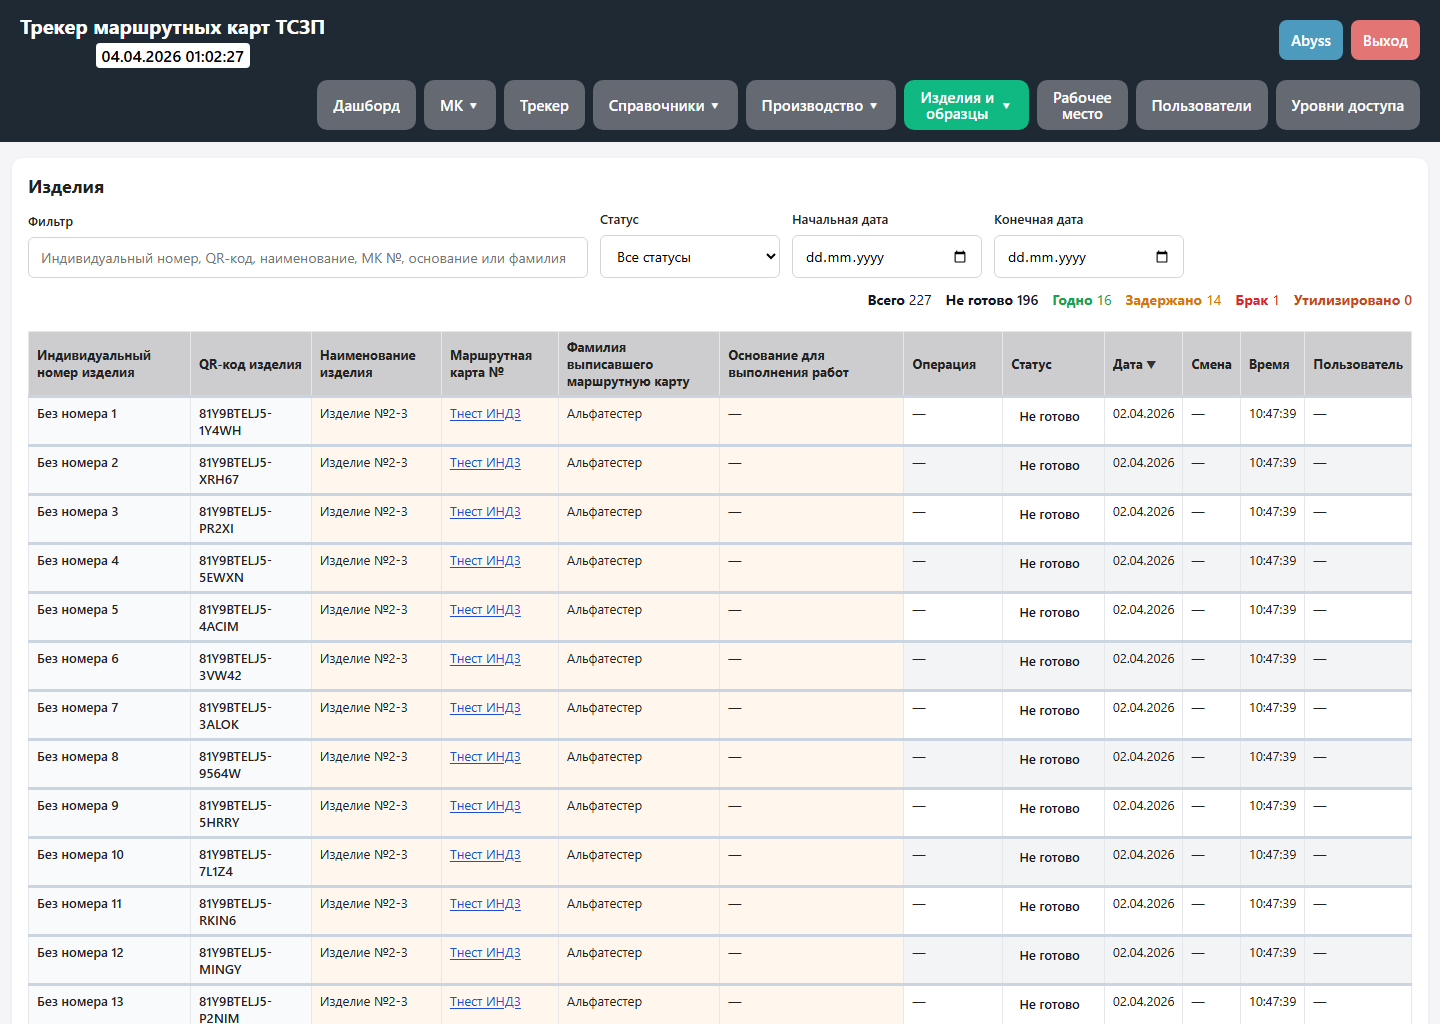 Трекер маршрутных карт ТСЗП
04.04.2026 01:02:27
Abyss
Выход
Дашборд
МК ▼
Трекер
Справочники ▼
Производство ▼
Изделия и образцы ▼
Рабочее место
Пользователи
Уровни доступа
Изделия
Фильтр
Индивидуальный номер, QR-код, наименование, МК №, основание или фамилия
Статус
Все статусы
Начальная дата
dd.mm.yyyy
Конечная дата
dd.mm.yyyy
Всего 227 Не готово 196 Годно 16 Задержано 14 Брак 1 Утилизировано 0
Индивидуальный номер изделия QR-код изделия Наименование изделия Маршрутная карта № Фамилия выписавшего маршрутную карту Основание для выполнения работ Операция Статус Дата ▼ Смена Время Пользователь
Без номера 1 81Y9BTELJ5-1Y4WH Изделие №2-3 Тнест ИНД3 Альфатестер — — Не готово 02.04.2026 — 10:47:39 —
Без номера 2 81Y9BTELJ5-XRH67 Изделие №2-3 Тнест ИНД3 Альфатестер — — Не готово 02.04.2026 — 10:47:39 —
Без номера 3 81Y9BTELJ5-PR2XI Изделие №2-3 Тнест ИНД3 Альфатестер — — Не готово 02.04.2026 — 10:47:39 —
Без номера 4 81Y9BTELJ5-5EWXN Изделие №2-3 Тнест ИНД3 Альфатестер — — Не готово 02.04.2026 — 10:47:39 —
Без номера 5 81Y9BTELJ5-4ACIM Изделие №2-3 Тнест ИНД3 Альфатестер — — Не готово 02.04.2026 — 10:47:39 —
Без номера 6 81Y9BTELJ5-3VW42 Изделие №2-3 Тнест ИНД3 Альфатестер — — Не готово 02.04.2026 — 10:47:39 —
Без номера 7 81Y9BTELJ5-3ALOK Изделие №2-3 Тнест ИНД3 Альфатестер — — Не готово 02.04.2026 — 10:47:39 —
Без номера 8 81Y9BTELJ5-9564W Изделие №2-3 Тнест ИНД3 Альфатестер — — Не готово 02.04.2026 — 10:47:39 —
Без номера 9 81Y9BTELJ5-5HRRY Изделие №2-3 Тнест ИНД3 Альфатестер — — Не готово 02.04.2026 — 10:47:39 —
Без номера 10 81Y9BTELJ5-7L1Z4 Изделие №2-3 Тнест ИНД3 Альфатестер — — Не готово 02.04.2026 — 10:47:39 —
Без номера 11 81Y9BTELJ5-RKIN6 Изделие №2-3 Тнест ИНД3 Альфатестер — — Не готово 02.04.2026 — 10:47:39 —
Без номера 12 81Y9BTELJ5-MINGY Изделие №2-3 Тнест ИНД3 Альфатестер — — Не готово 02.04.2026 — 10:47:39 —
Без номера 13 81Y9BTELJ5-P2NIM Изделие №2-3 Тнест ИНД3 Альфатестер — — Не готово 02.04.2026 — 10:47:39 —